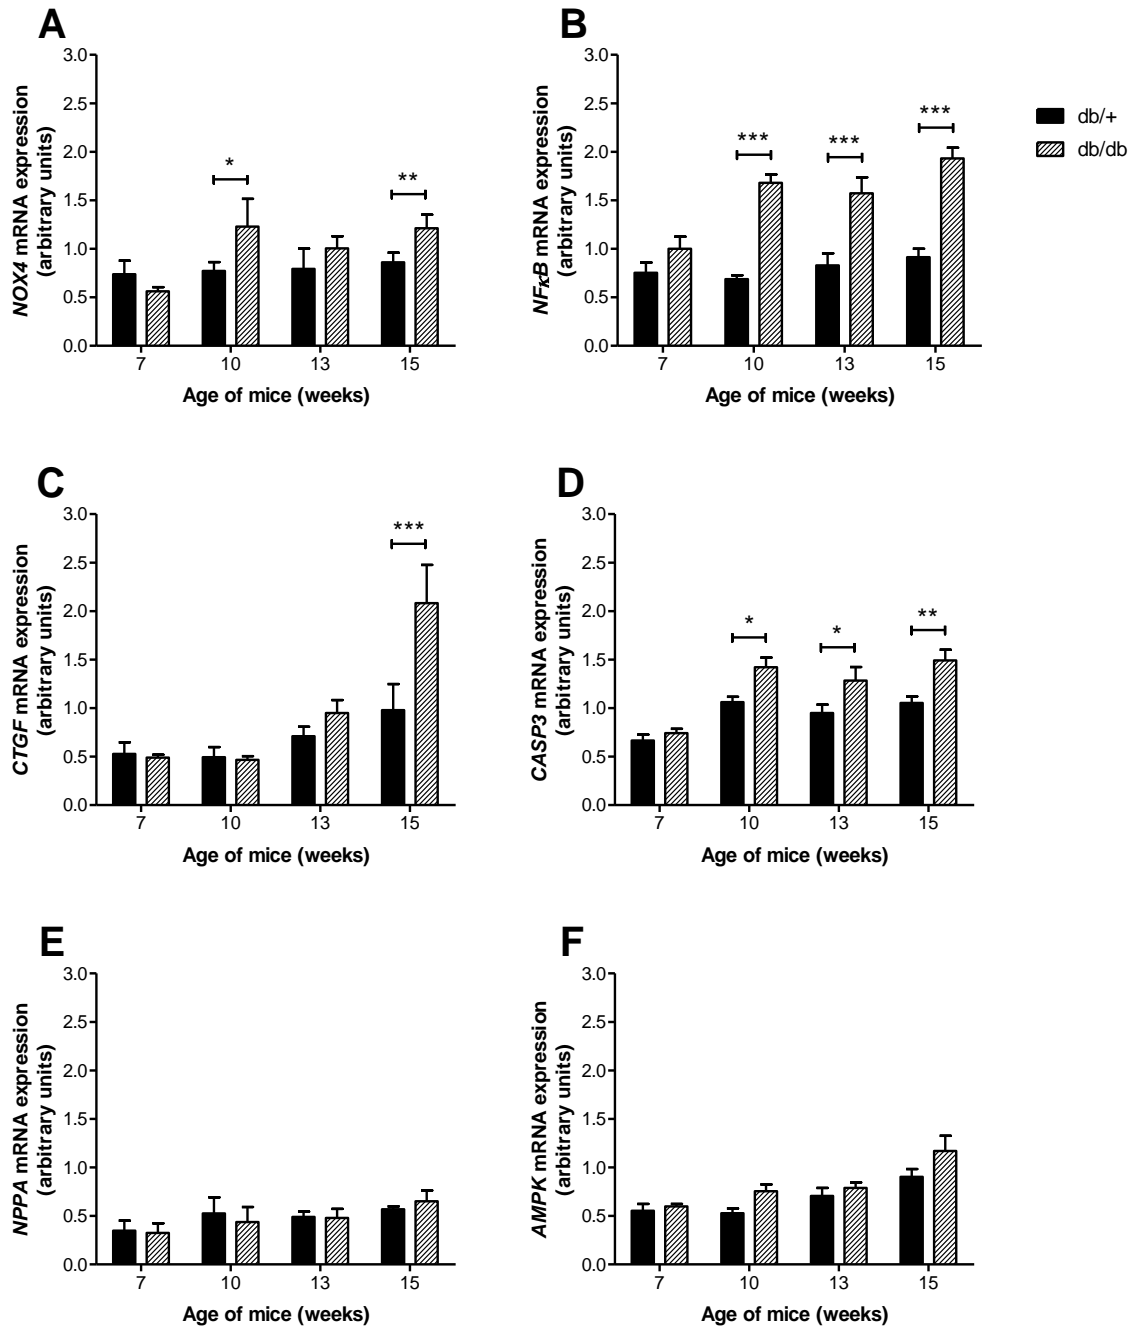 A
NOX4 mRNA expression
(arbitrary units)
3.0
2.5
2.0
1.5
1.0
0.5
0.0
*
**
7 10 13 15
Age of mice (weeks)
B
NFκB mRNA expression
(arbitrary units)
3.0
2.5
2.0
1.5
1.0
0.5
0.0
***
***
***
7 10 13 15
Age of mice (weeks)
db/+
db/db
C
CTGF mRNA expression
(arbitrary units)
3.0
2.5
2.0
1.5
1.0
0.5
0.0
***
7 10 13 15
Age of mice (weeks)
D
CASP3 mRNA expression
(arbitrary units)
3.0
2.5
2.0
1.5
1.0
0.5
0.0
*
*
**
7 10 13 15
Age of mice (weeks)
E
NPPA mRNA expression
(arbitrary units)
3.0
2.5
2.0
1.5
1.0
0.5
0.0
7 10 13 15
Age of mice (weeks)
F
AMPK mRNA expression
(arbitrary units)
3.0
2.5
2.0
1.5
1.0
0.5
0.0
7 10 13 15
Age of mice (weeks)